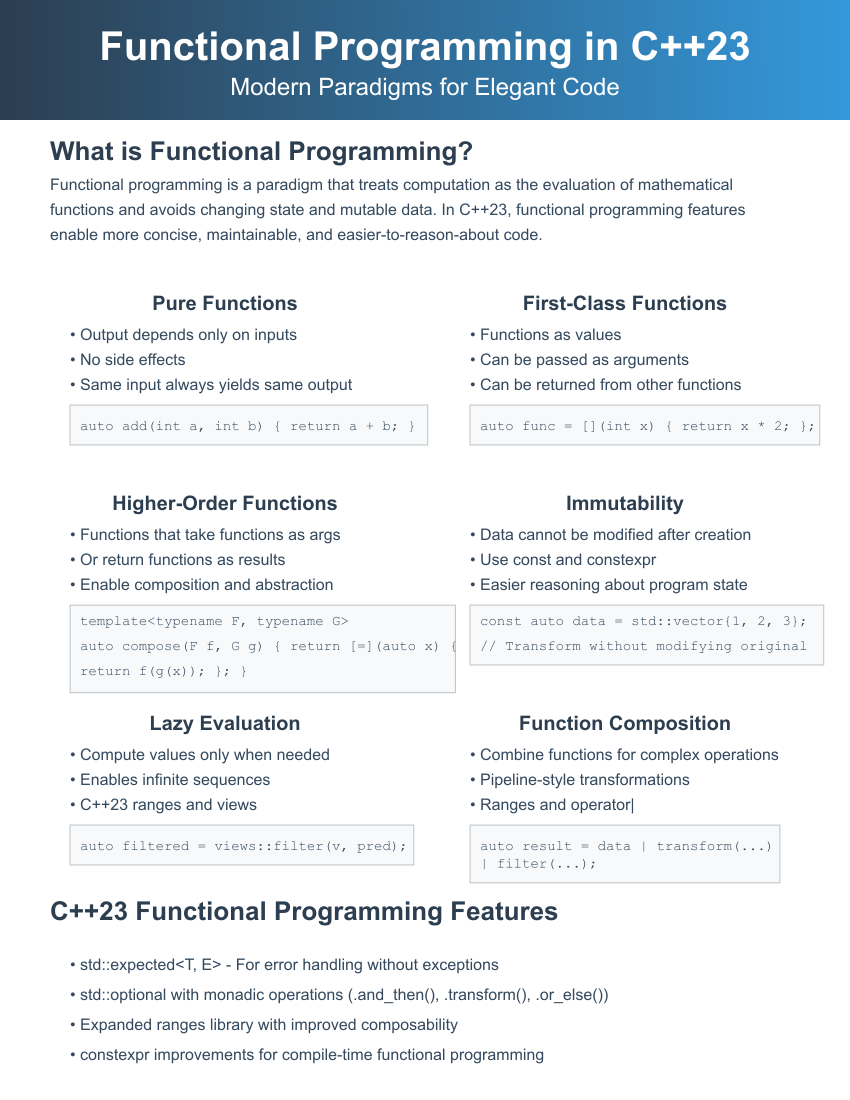 Functional Programming in C++23
Modern Paradigms for Elegant Code
What is Functional Programming?
Functional programming is a paradigm that treats computation as the evaluation of mathematical
functions and avoids changing state and mutable data. In C++23, functional programming features
enable more concise, maintainable, and easier-to-reason-about code.
Pure Functions
• Output depends only on inputs
• No side effects
• Same input always yields same output
auto add(int a, int b) { return a + b; }
First-Class Functions
• Functions as values
• Can be passed as arguments
• Can be returned from other functions
auto func = [](int x) { return x * 2; };
Higher-Order Functions
• Functions that take functions as args
• Or return functions as results
• Enable composition and abstraction
template<typename F, typename G>
auto compose(F f, G g) { return [=](auto x) {
return f(g(x)); }; }
Immutability
• Data cannot be modified after creation
• Use const and constexpr
• Easier reasoning about program state
const auto data = std::vector{1, 2, 3};
// Transform without modifying original
Lazy Evaluation
• Compute values only when needed
• Enables infinite sequences
• C++23 ranges and views
auto filtered = views::filter(v, pred);
Function Composition
• Combine functions for complex operations
• Pipeline-style transformations
• Ranges and operator|
auto result = data | transform(...)
| filter(...);
C++23 Functional Programming Features
• std::expected<T, E> - For error handling without exceptions
• std::optional with monadic operations (.and_then(), .transform(), .or_else())
• Expanded ranges library with improved composability
• constexpr improvements for compile-time functional programming